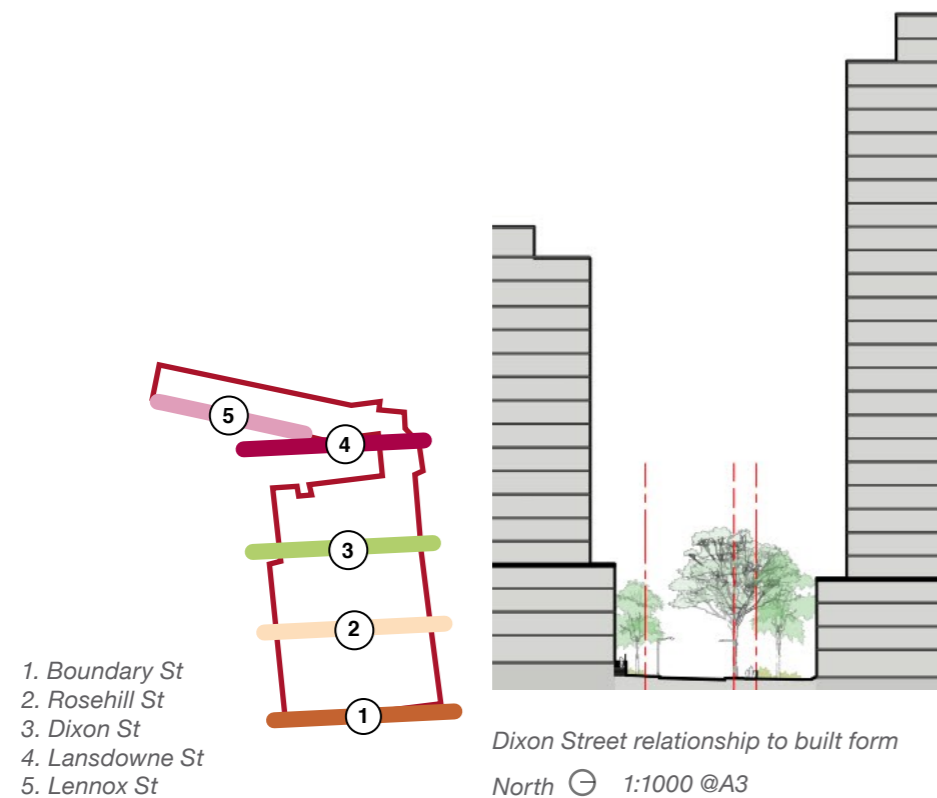 5
4
3
2
1
1. Boundary St
2. Rosehill St
3. Dixon St
4. Lansdowne St
5. Lennox St
Dixon Street relationship to built form
North 1:1000 @A3